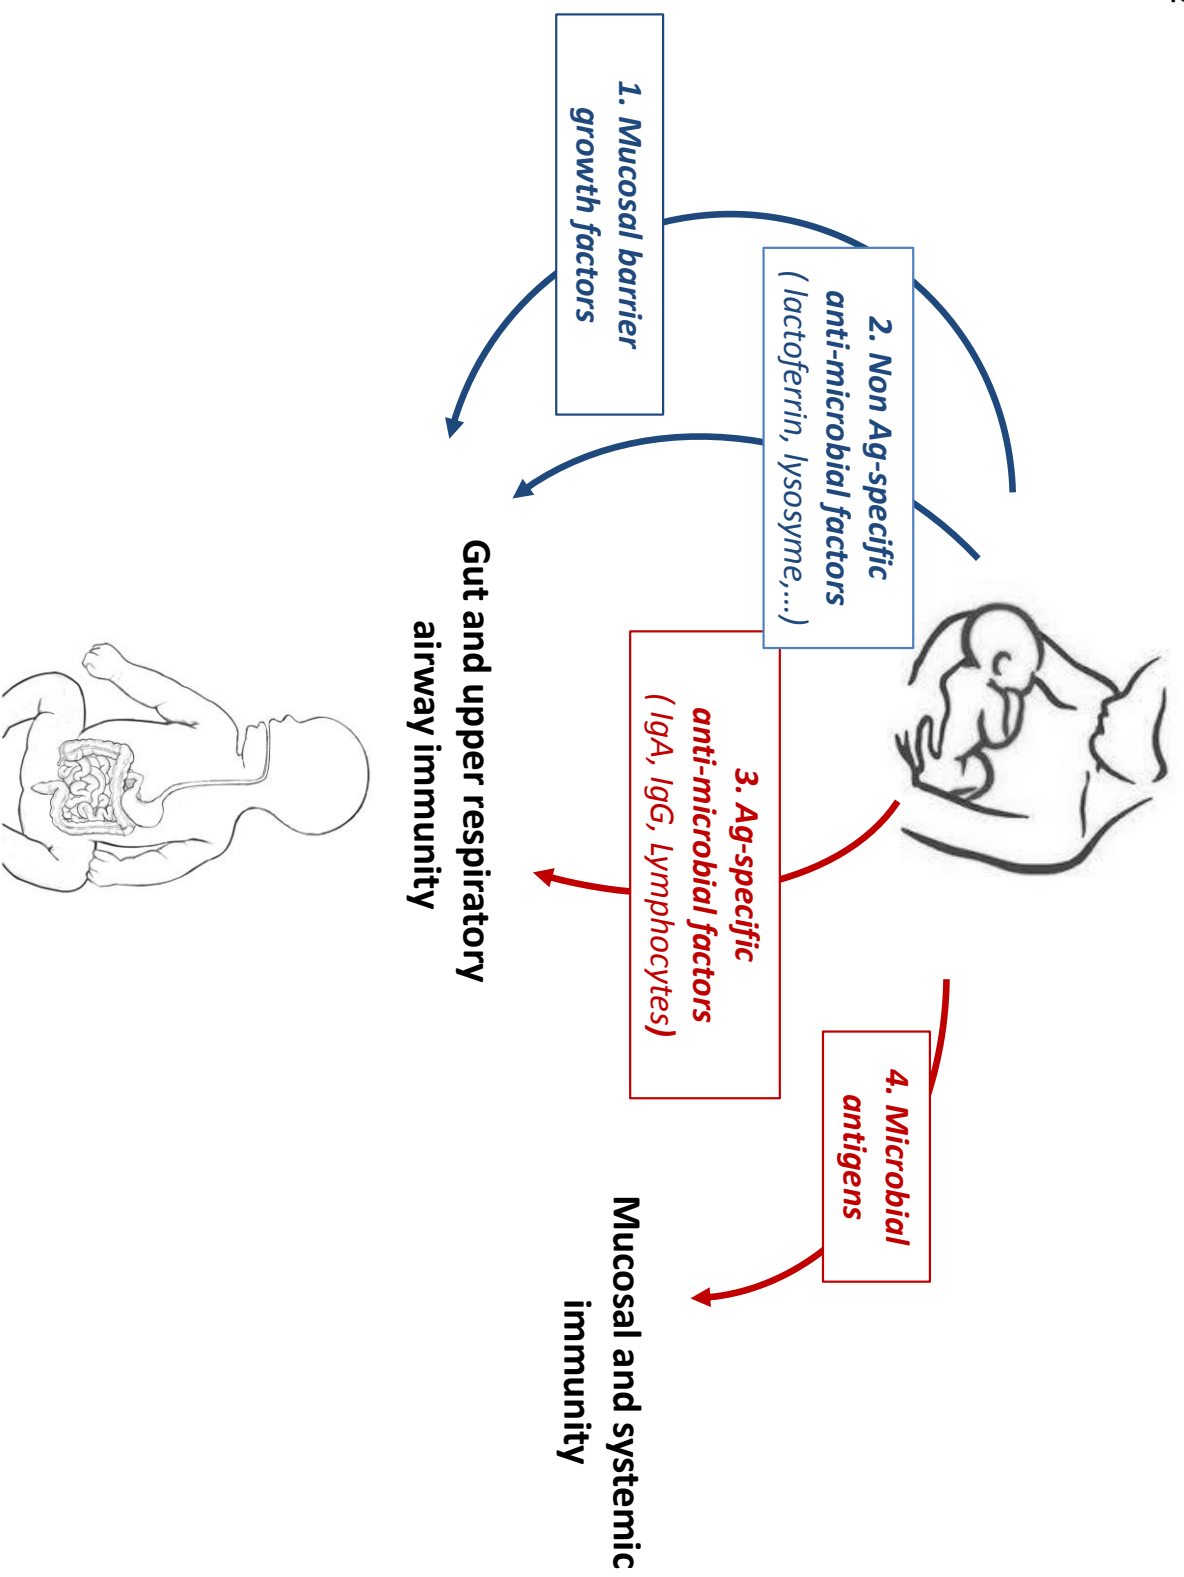 1. Mucosal barrier
growth factors
2. Non Ag-specific
anti-microbial factors
( lactoferrin, lysosyme,...)
3. Ag-specific
anti-microbial factors
( IgA, IgG, Lymphocytes)
4. Microbial
antigens
Gut and upper respiratory
airway immunity
Mucosal and systemic
immunity